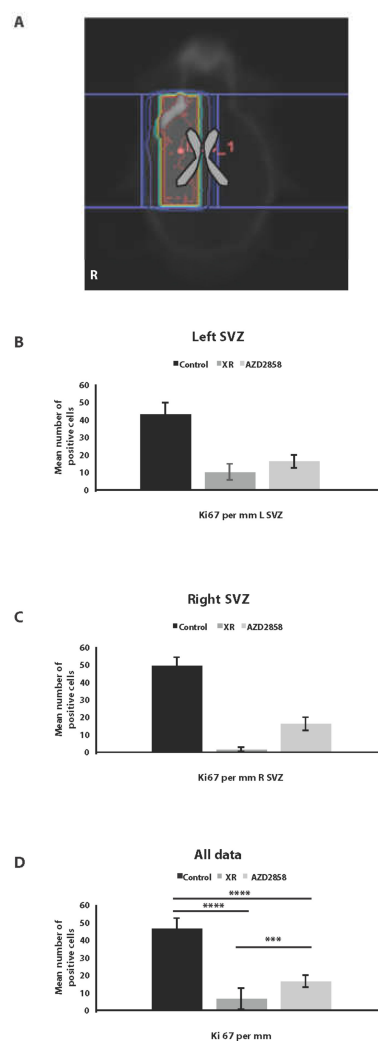 A
_1
R
B
Left SVZ
Control XR AZD2858
60
50
40
30
20
10
0
Mean number of
positive cells
Ki67 per mm L SVZ
C
Right SVZ
Control XR AZD2858
60
50
40
30
20
10
0
Mean number of
positive cells
Ki67 per mm R SVZ
D
All data
Control XR AZD2858
****
****
***
60
50
40
30
20
10
0
Mean number of
positive cells
Ki 67 per mm